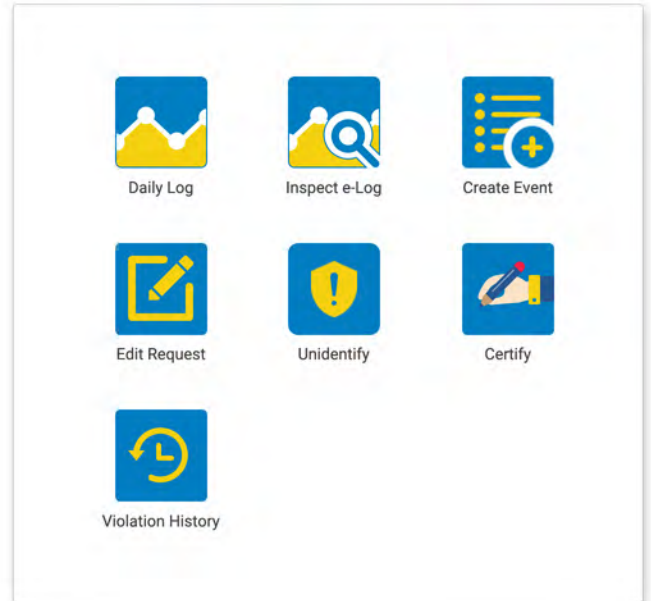 Daily Log
Inspect e-Log
Create Event
Edit Request
Unidentify
Certify
Violation History